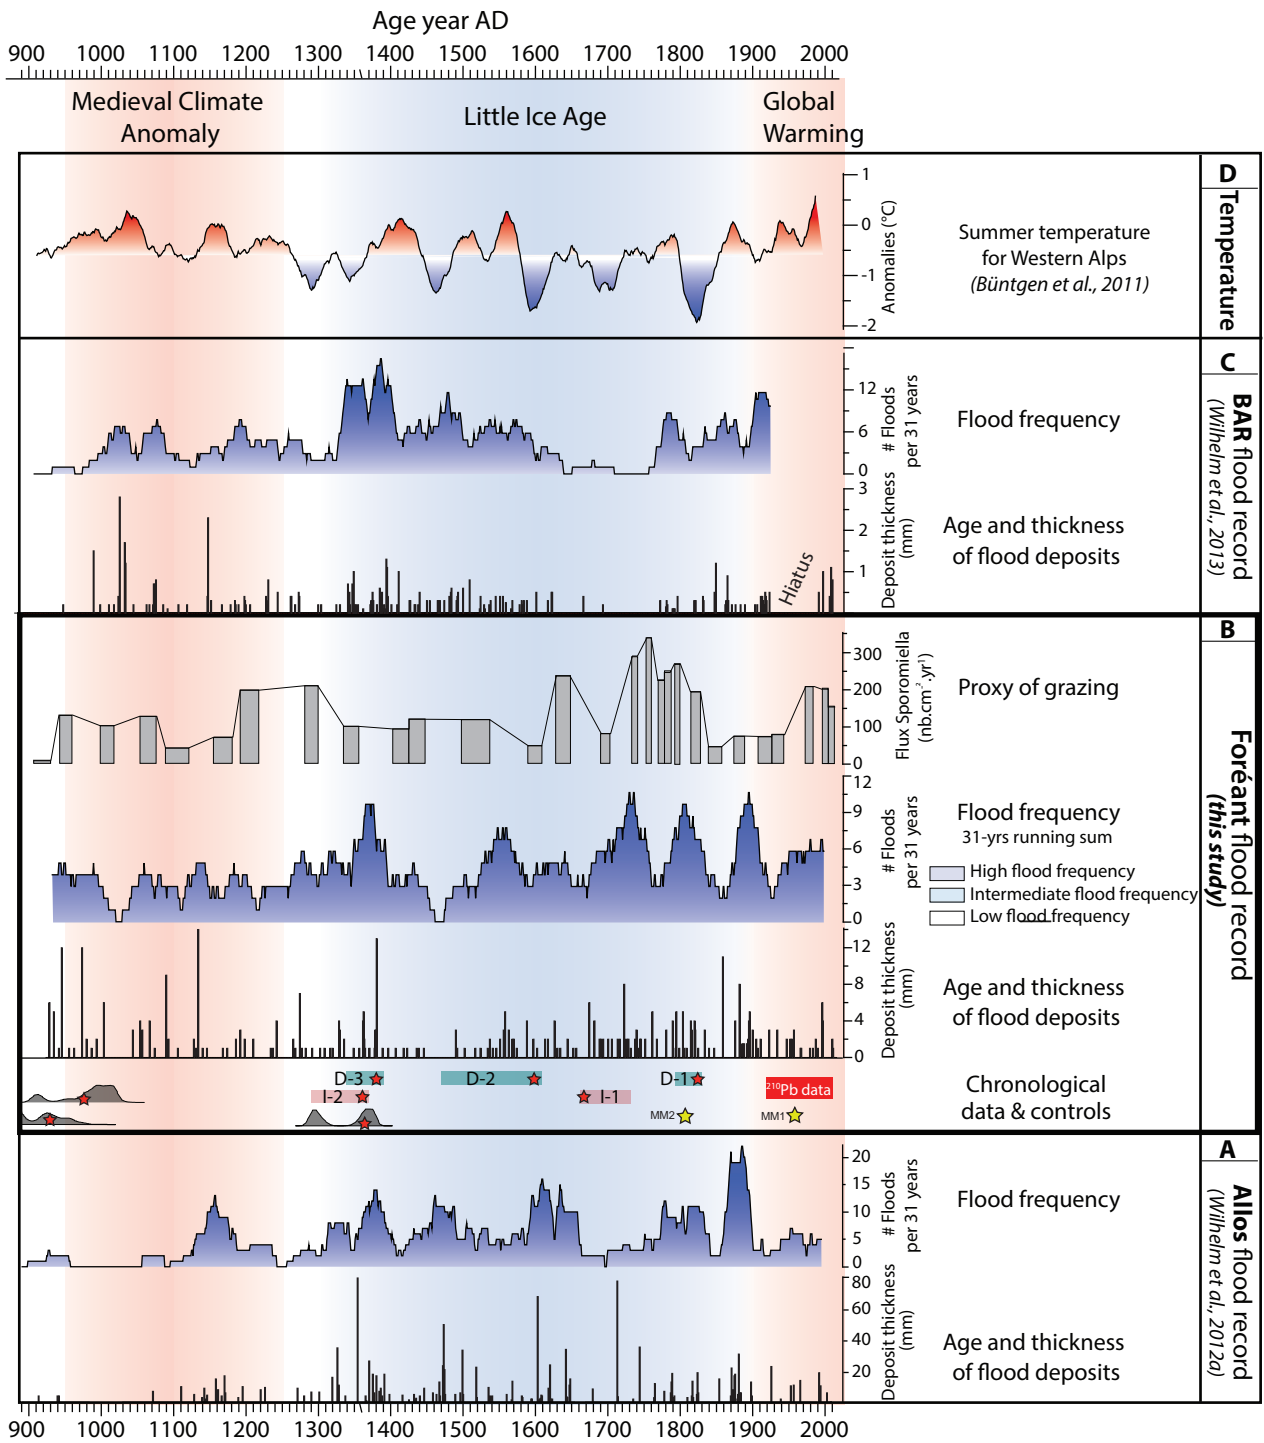 Age year AD
900 1000 1100 1200 1300 1400 1500 1600 1700 1800 1900 2000
Medieval Climate
Anomaly
Little Ice Age
Global
Warming
1
0
-1
-2
Anomalies (°C)
Summer temperature
for Western Alps
(Büntgen et al., 2011)
D
Temperature
12
6
0
# Floods
per 31 years
Flood frequency
3
2
1
Deposit thickness
(mm)
Hiatus
Age and thickness
of flood deposits
C
BAR flood record
(Wilhelm et al., 2013)
300
200
100
0
Flux Sporomiella
(nb.cm⁻².yr¹)
Proxy of grazing
12
9
6
3
0
# Floods
per 31 years
Flood frequency
31-yrs running sum
High flood frequency
Intermediate flood frequency
Low flood frequency
12
8
4
0
Deposit thickness
(mm)
Age and thickness
of flood deposits
D-3
I-2
D-2
I-1
D-1
MM2
²¹⁰Pb data
MM1
Chronological
data & controls
B
Foréant flood record
(this study)
20
15
10
5
0
# Floods
per 31 years
Flood frequency
80
60
40
20
Deposit thickness
(mm)
Age and thickness
of flood deposits
A
Allos flood record
(Wilhelm et al., 2012a)
900 1000 1100 1200 1300 1400 1500 1600 1700 1800 1900 2000